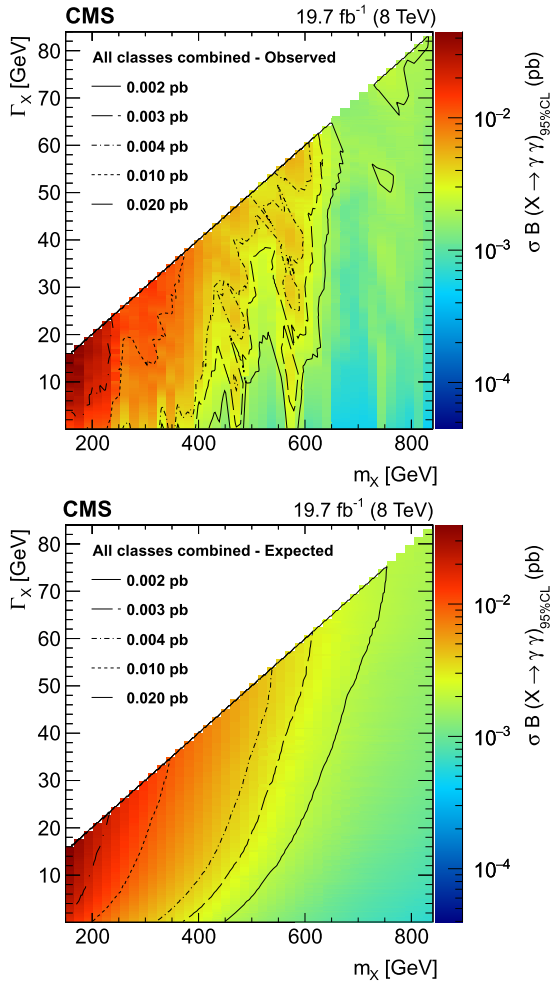 CMS 19.7 fb⁻¹ (8 TeV)
Γ_X [GeV]
All classes combined - Observed
0.002 pb
0.003 pb
0.004 pb
0.010 pb
0.020 pb
80
70
60
50
40
30
20
10
200 400 600 800
m_X [GeV]
10⁻²
10⁻³
10⁻⁴
σ B (X → γ γ)_95%CL (pb)
CMS 19.7 fb⁻¹ (8 TeV)
Γ_X [GeV]
All classes combined - Expected
0.002 pb
0.003 pb
0.004 pb
0.010 pb
0.020 pb
80
70
60
50
40
30
20
10
200 400 600 800
m_X [GeV]
10⁻²
10⁻³
10⁻⁴
σ B (X → γ γ)_95%CL (pb)